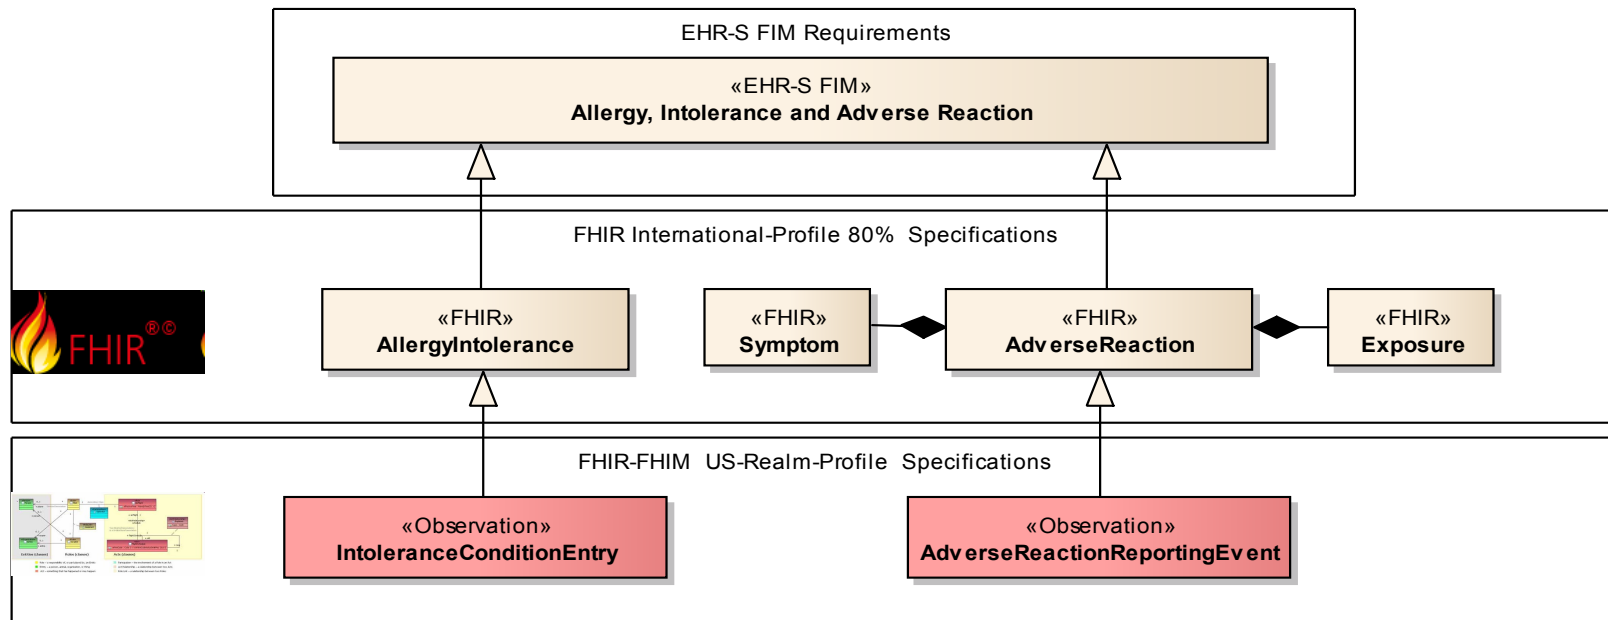 EHR-S FIM Requirements
«EHR-S FIM»
Allergy, Intolerance and Adverse Reaction
FHIR International-Profile 80% Specifications
FHIR®©
«FHIR»
AllergyIntolerance
«FHIR»
Symptom
«FHIR»
AdverseReaction
«FHIR»
Exposure
FHIR-FHIM US-Realm-Profile Specifications
«Observation»
IntoleranceConditionEntry
«Observation»
AdverseReactionReportingEvent